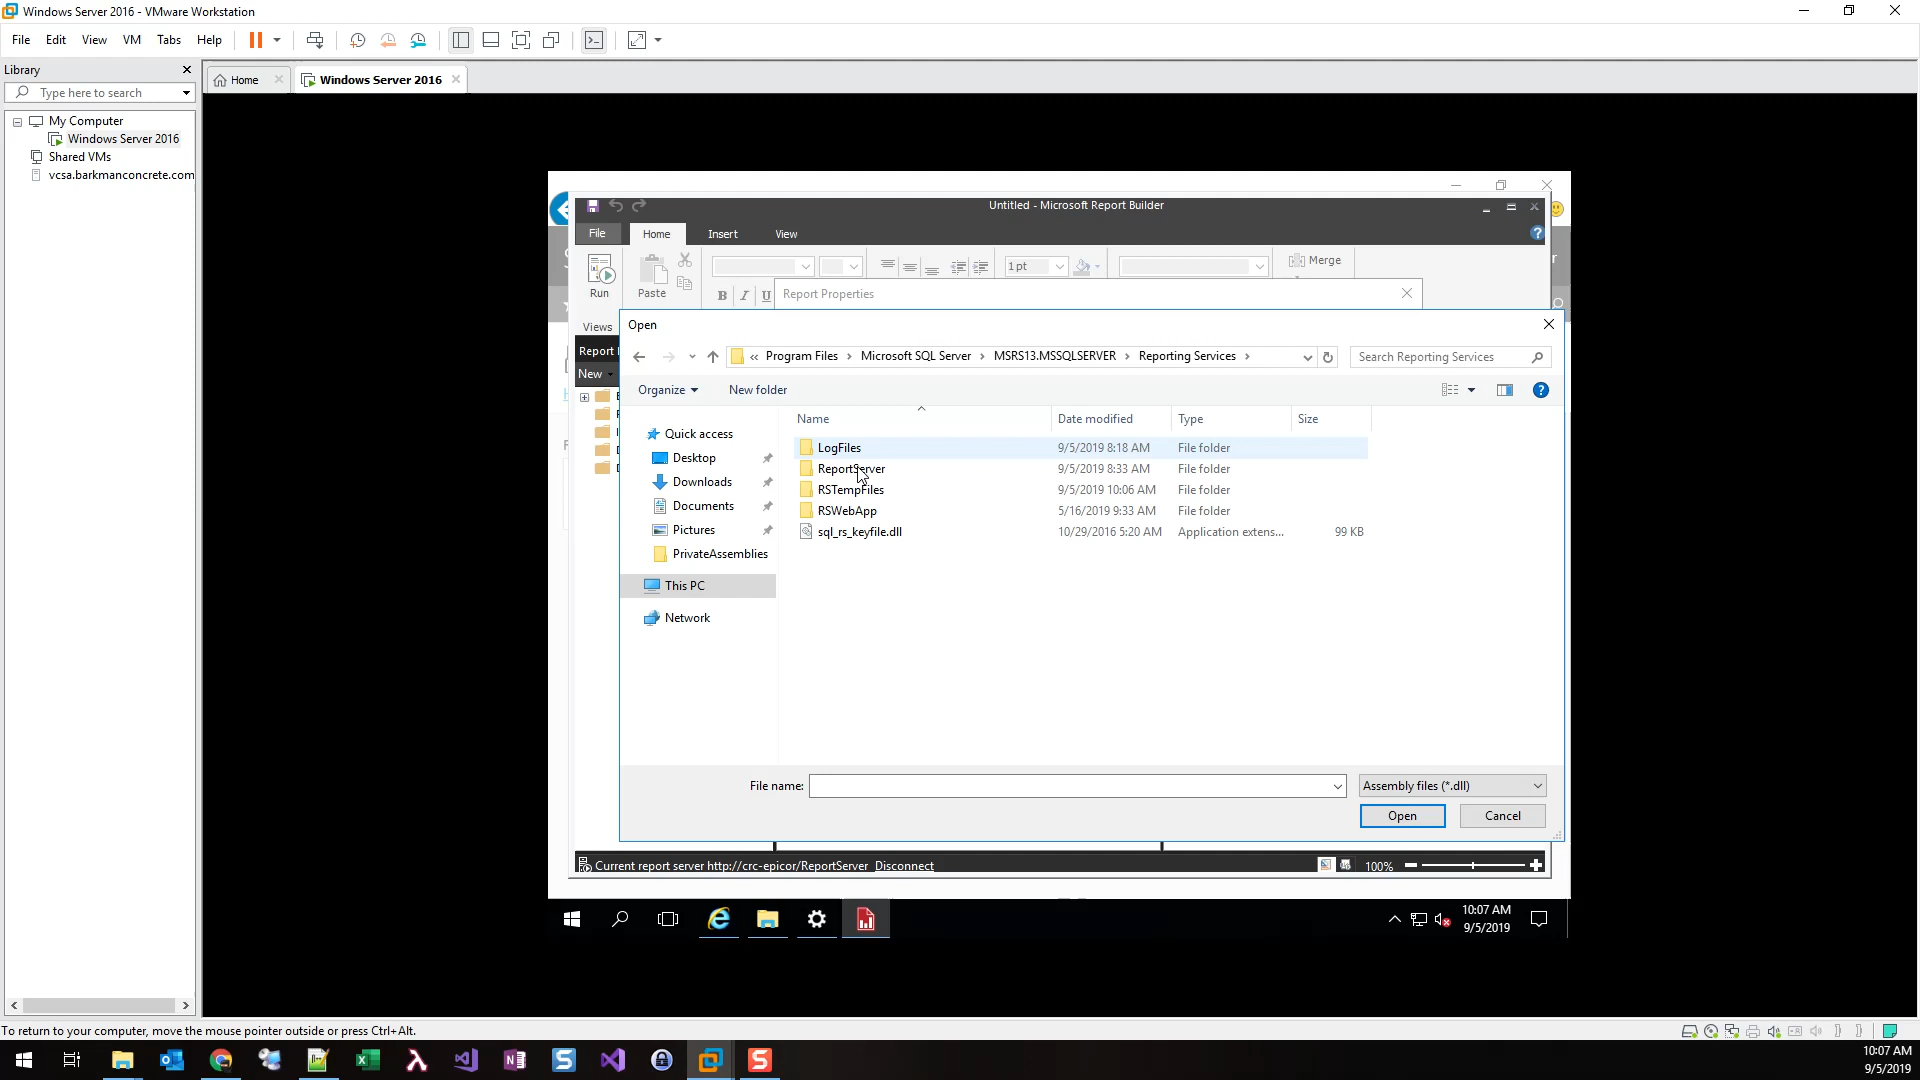 Windows Server 2016 - VMware Workstation
File Edit View VM Tabs Help
Library
Home
Windows Server 2016
Type here to search
My Computer
Windows Server 2016
Shared VMs
vcsa.barkmanconcrete.com
Untitled - Microsoft Report Builder
File Home Insert View
Run
Paste
1pt
Merge
B I U
Report Properties
Views
Open
Report
New
« Program Files › Microsoft SQL Server › MSRS13.MSSQLSERVER › Reporting Services ›
Search Reporting Services
Organize
New folder
Name Date modified Type Size
Quick access
Desktop
Downloads
Documents
Pictures
PrivateAssemblies
This PC
Network
LogFiles 9/5/2019 8:18 AM File folder
ReportServer 9/5/2019 8:33 AM File folder
RSTempFiles 9/5/2019 10:06 AM File folder
RSWebApp 5/16/2019 9:33 AM File folder
sql_rs_keyfile.dll 10/29/2016 5:20 AM Application extens... 99 KB
File name:
Assembly files (*.dll)
Open Cancel
Current report server http://crc-epicor/ReportServer Disconnect
100%
10:07 AM
9/5/2019
To return to your computer, move the mouse pointer outside or press Ctrl+Alt.
10:07 AM
9/5/2019